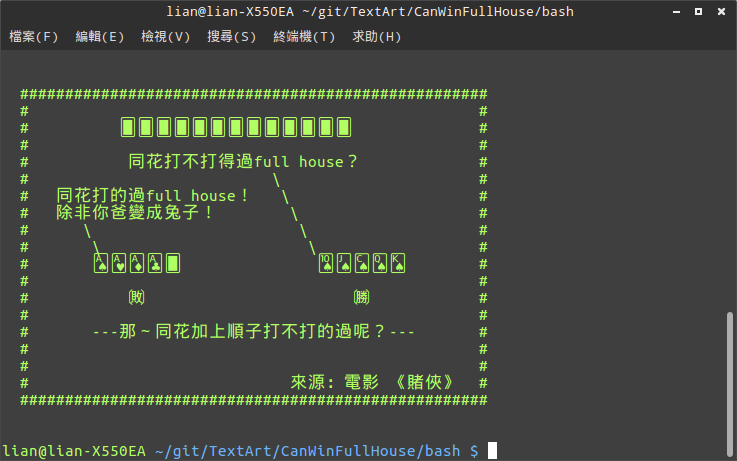 lian@lian-X550EA ~/git/TextArt/CanWinFullHouse/bash
檔案(F) 編輯(E) 檢視(V) 搜尋(S) 終端機(T) 求助(H)
####################################################
#                                                  #
#          🂠🂠🂠🂠🂠🂠🂠🂠🂠🂠🂠🂠🂠          #
#                                                  #
#           同花打不打得過full house？             #
#                           \                      #
#   同花打的過full house！   \                     #
#   除非你爸變成兔子！        \                    #
#      \                       \                   #
#       \                       \                  #
#       🂡🂱🃁🃑🂠               🂪🂫🂬🂭🂮        #
#                                                  #
#           ㈲敗                     ㊗勝          #
#                                                  #
#       ---那～同花加上順子打不打的過呢？---       #
#                                                  #
#                                                  #
#                             來源: 電影 《賭俠》  #
####################################################
lian@lian-X550EA ~/git/TextArt/CanWinFullHouse/bash $